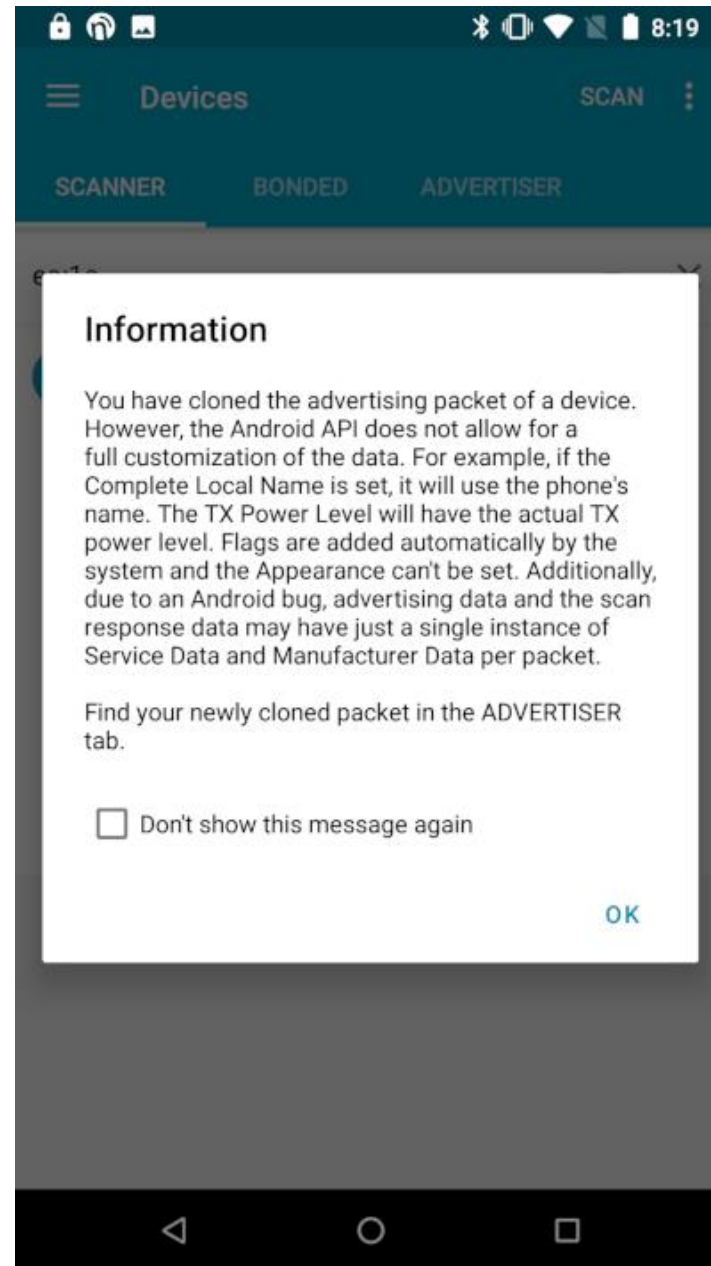 8:19
Devices SCAN
SCANNER BONDED ADVERTISER
Information
You have cloned the advertising packet of a device.
However, the Android API does not allow for a
full customization of the data. For example, if the
Complete Local Name is set, it will use the phone's
name. The TX Power Level will have the actual TX
power level. Flags are added automatically by the
system and the Appearance can't be set. Additionally,
due to an Android bug, advertising data and the scan
response data may have just a single instance of
Service Data and Manufacturer Data per packet.
Find your newly cloned packet in the ADVERTISER
tab.
Don't show this message again
OK